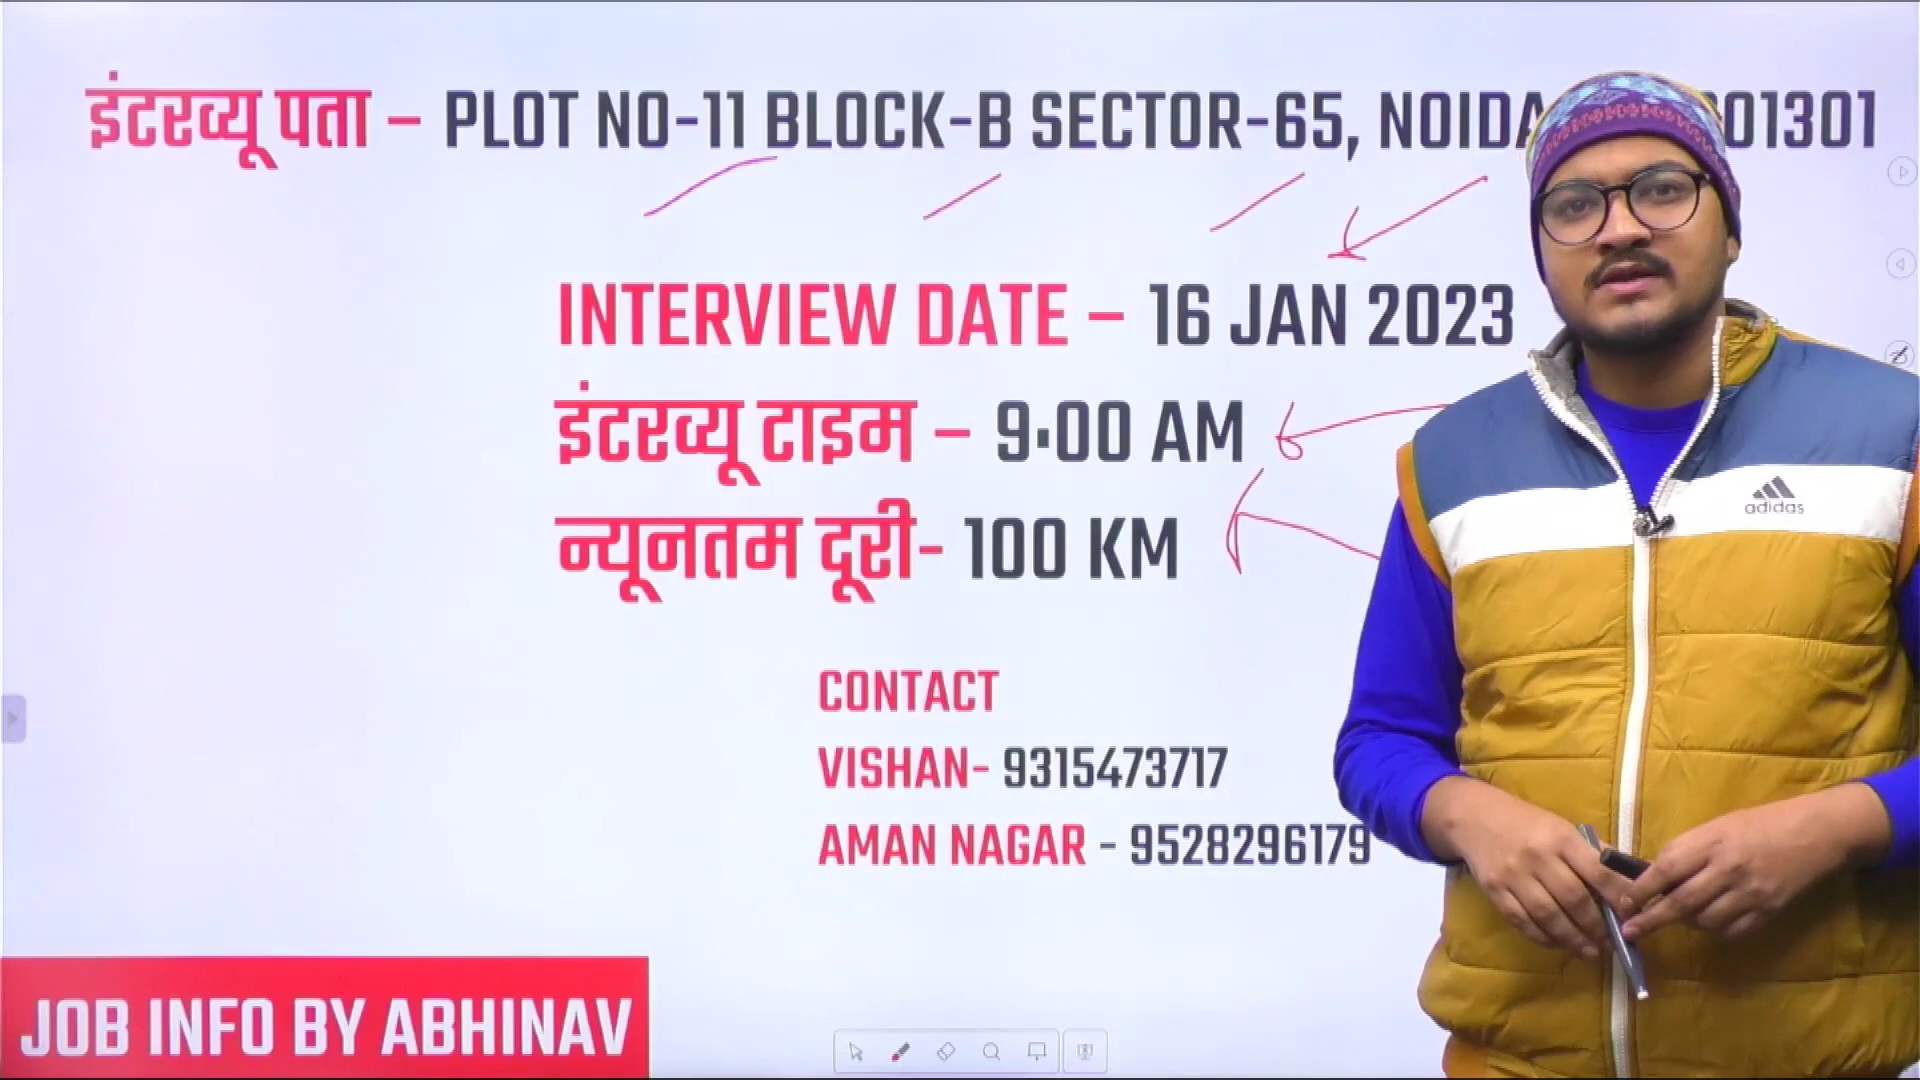 इंटरव्यू पता – PLOT NO-11 BLOCK-B SECTOR-65, NOIDA 01301
INTERVIEW DATE – 16 JAN 2023
इंटरव्यू टाइम – 9:00 AM
न्यूनतम दूरी- 100 KM
CONTACT
VISHAN- 9315473717
AMAN NAGAR - 9528296179
adidas
JOB INFO BY ABHINAV